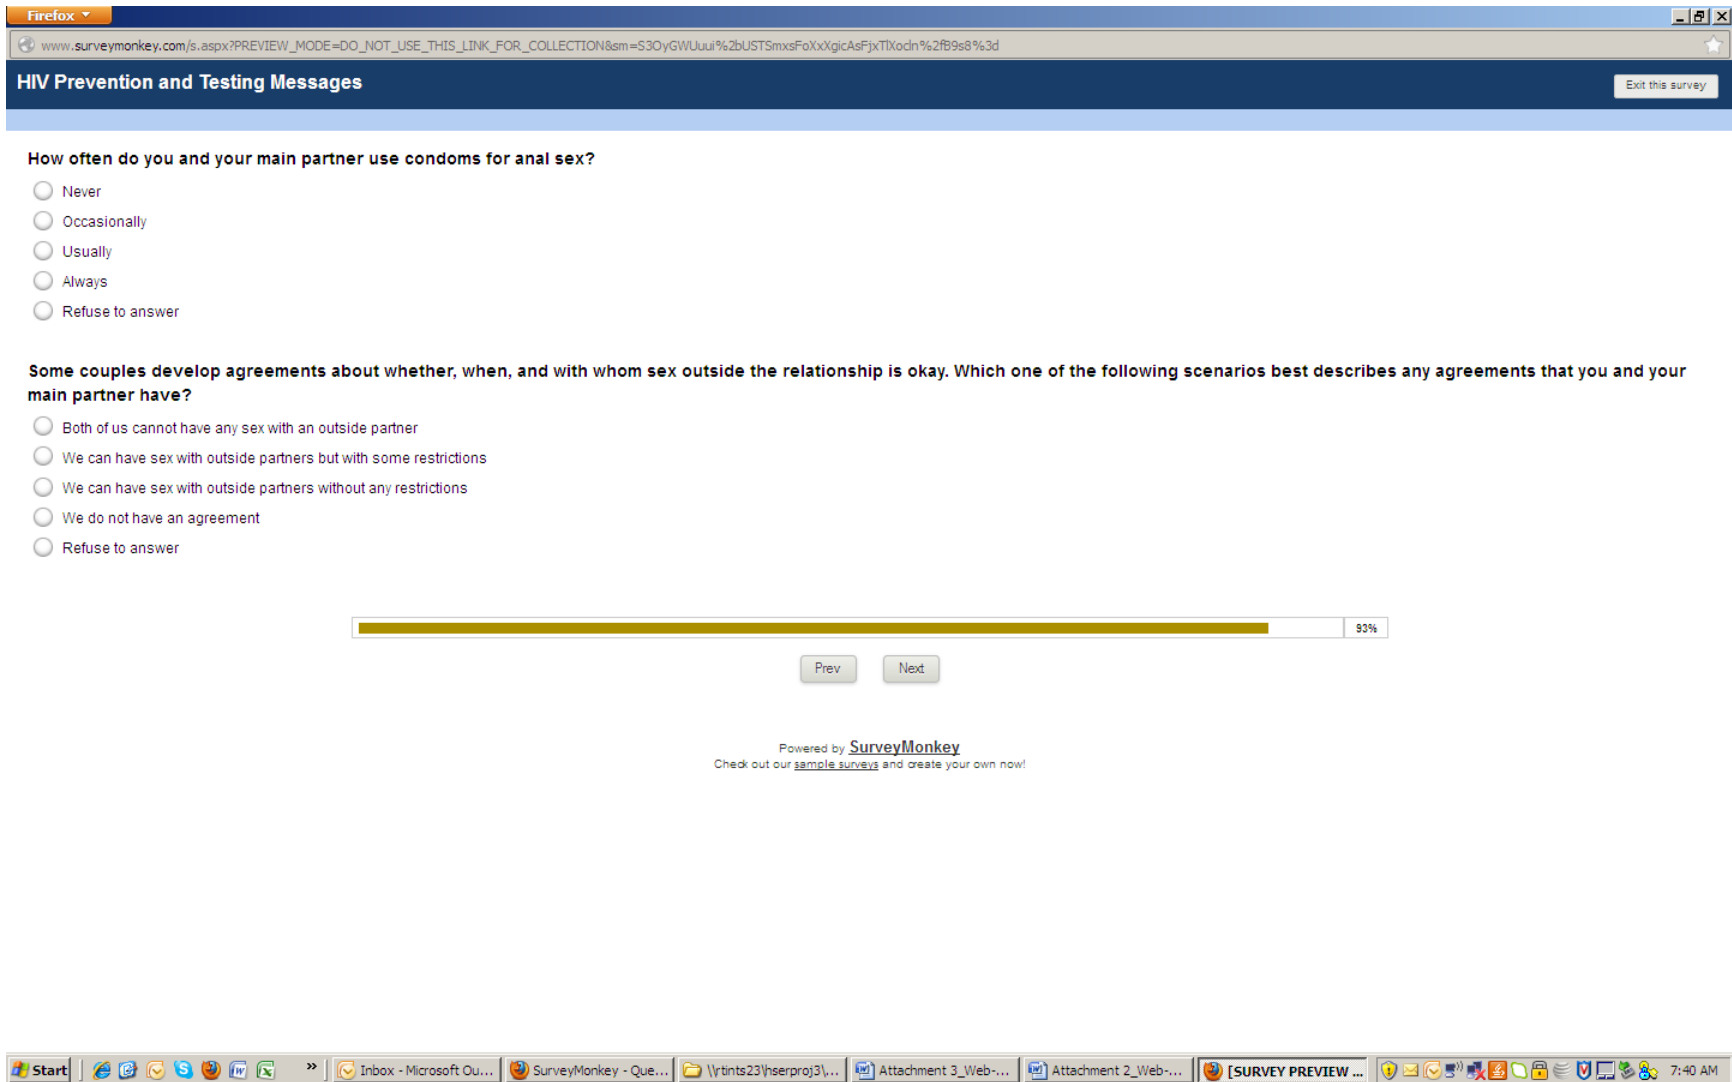 Firefox
www.surveymonkey.com/s.aspx?PREVIEW_MODE=DO_NOT_USE_THIS_LINK_FOR_COLLECTION&sm=S3OyGWUuui%2bUSTSmxsFoXxXgicAsFjxTlXodn%2fB9s8%3d
HIV Prevention and Testing Messages
Exit this survey
How often do you and your main partner use condoms for anal sex?
Never
Occasionally
Usually
Always
Refuse to answer
Some couples develop agreements about whether, when, and with whom sex outside the relationship is okay. Which one of the following scenarios best describes any agreements that you and your
main partner have?
Both of us cannot have any sex with an outside partner
We can have sex with outside partners but with some restrictions
We can have sex with outside partners without any restrictions
We do not have an agreement
Refuse to answer
93%
Prev Next
Powered by SurveyMonkey
Check out our sample surveys and create your own now!
Start » Inbox - Microsoft Ou... SurveyMonkey - Que... \\rtints23\hserproj3\... Attachment 3_Web-... Attachment 2_Web-... [SURVEY PREVIEW ... 7:40 AM